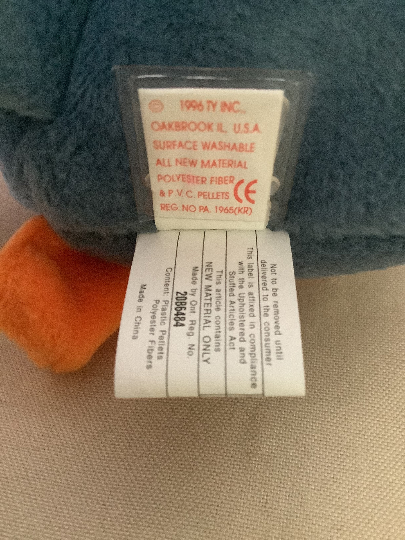 © 1996 TY INC.,
OAKBROOK IL, U.S.A.
SURFACE WASHABLE
ALL NEW MATERIAL
POLYESTER FIBER
& P.V.C. PELLETS CE
REG. NO PA. 1965(KR)
Not to be removed until
delivered to the consumer
This label is affixed in compliance
with the Upholstered and
Stuffed Articles Act
This article contains
NEW MATERIAL ONLY
Made by Ont. Reg. No.
2086484
Content: Plastic Pellets
Polyester Fibers
Made in China